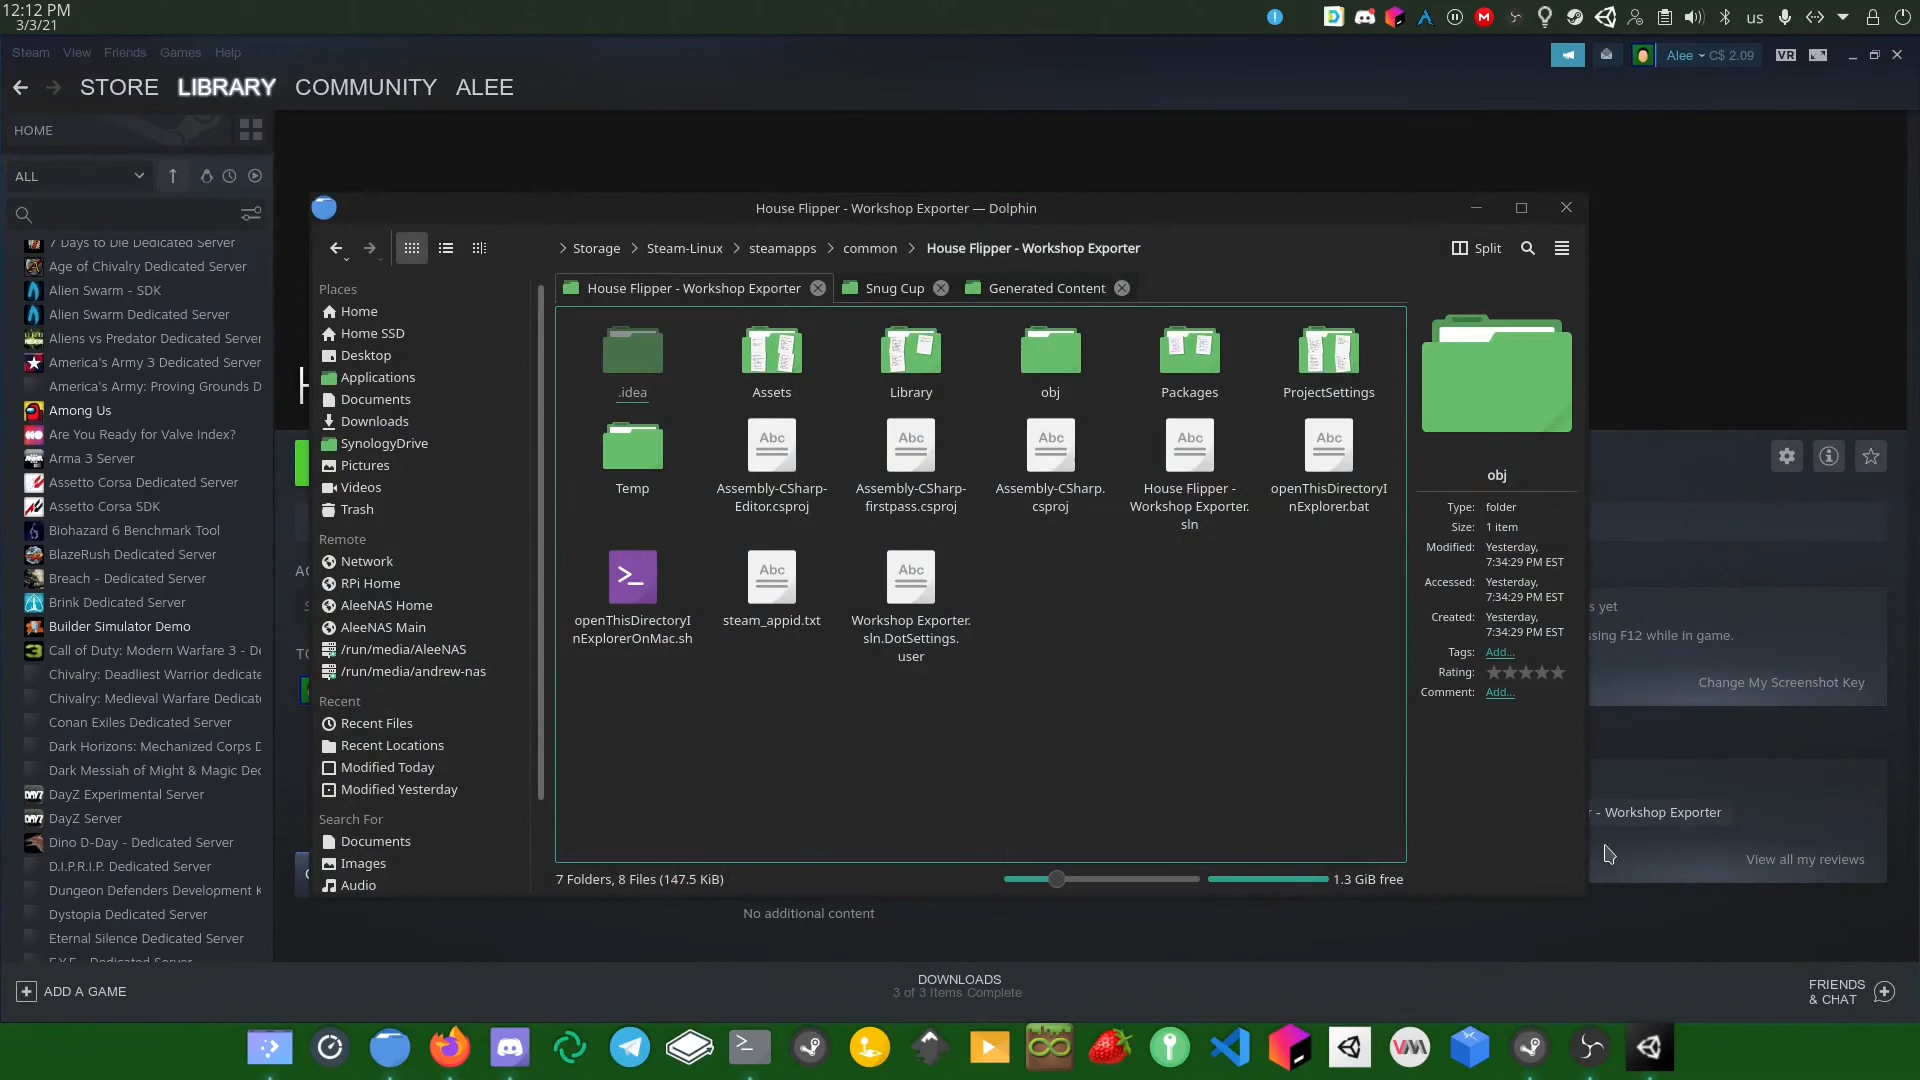 12:12 PM
3/3/21
us
Steam View Friends Games Help
Alee C$ 2.09
VR
STORE LIBRARY COMMUNITY ALEE
HOME
ALL
7 Days to Die Dedicated Server
Age of Chivalry Dedicated Server
Alien Swarm - SDK
Alien Swarm Dedicated Server
Aliens vs Predator Dedicated Server
America's Army 3 Dedicated Server
America's Army: Proving Grounds D
Among Us
Are You Ready for Valve Index?
Arma 3 Server
Assetto Corsa Dedicated Server
Assetto Corsa SDK
Biohazard 6 Benchmark Tool
BlazeRush Dedicated Server
Breach - Dedicated Server
Brink Dedicated Server
Builder Simulator Demo
Call of Duty: Modern Warfare 3 - De
Chivalry: Deadliest Warrior dedicate
Chivalry: Medieval Warfare Dedicate
Conan Exiles Dedicated Server
Dark Horizons: Mechanized Corps D
Dark Messiah of Might & Magic Dec
DayZ Experimental Server
DayZ Server
Dino D-Day - Dedicated Server
D.I.P.R.I.P. Dedicated Server
Dungeon Defenders Development K
Dystopia Dedicated Server
Eternal Silence Dedicated Server
House Flipper - Workshop Exporter — Dolphin
Storage > Steam-Linux > steamapps > common > House Flipper - Workshop Exporter
Split
House Flipper - Workshop Exporter
Snug Cup
Generated Content
Places
Home
Home SSD
Desktop
Applications
Documents
Downloads
SynologyDrive
Pictures
Videos
Trash
Remote
Network
RPi Home
AleeNAS Home
AleeNAS Main
/run/media/AleeNAS
/run/media/andrew-nas
Recent
Recent Files
Recent Locations
Modified Today
Modified Yesterday
Search For
Documents
Images
Audio
.idea
Assets
Library
obj
Packages
ProjectSettings
Temp
Abc
Assembly-CSharp-
Editor.csproj
Abc
Assembly-CSharp-
firstpass.csproj
Abc
Assembly-CSharp.
csproj
Abc
House Flipper -
Workshop Exporter.
sln
Abc
openThisDirectoryI
nExplorer.bat
openThisDirectoryI
nExplorerOnMac.sh
Abc
steam_appid.txt
Abc
Workshop Exporter.
sln.DotSettings.
user
7 Folders, 8 Files (147.5 KiB)
1.3 GiB free
obj
Type: folder
Size: 1 item
Modified: Yesterday,
7:34:29 PM EST
Accessed: Yesterday,
7:34:29 PM EST
Created: Yesterday,
7:34:29 PM EST
Tags: Add...
Rating:
Comment: Add...
s yet
ssing F12 while in game.
Change My Screenshot Key
- Workshop Exporter
View all my reviews
No additional content
ADD A GAME
DOWNLOADS
3 of 3 Items Complete
FRIENDS
& CHAT